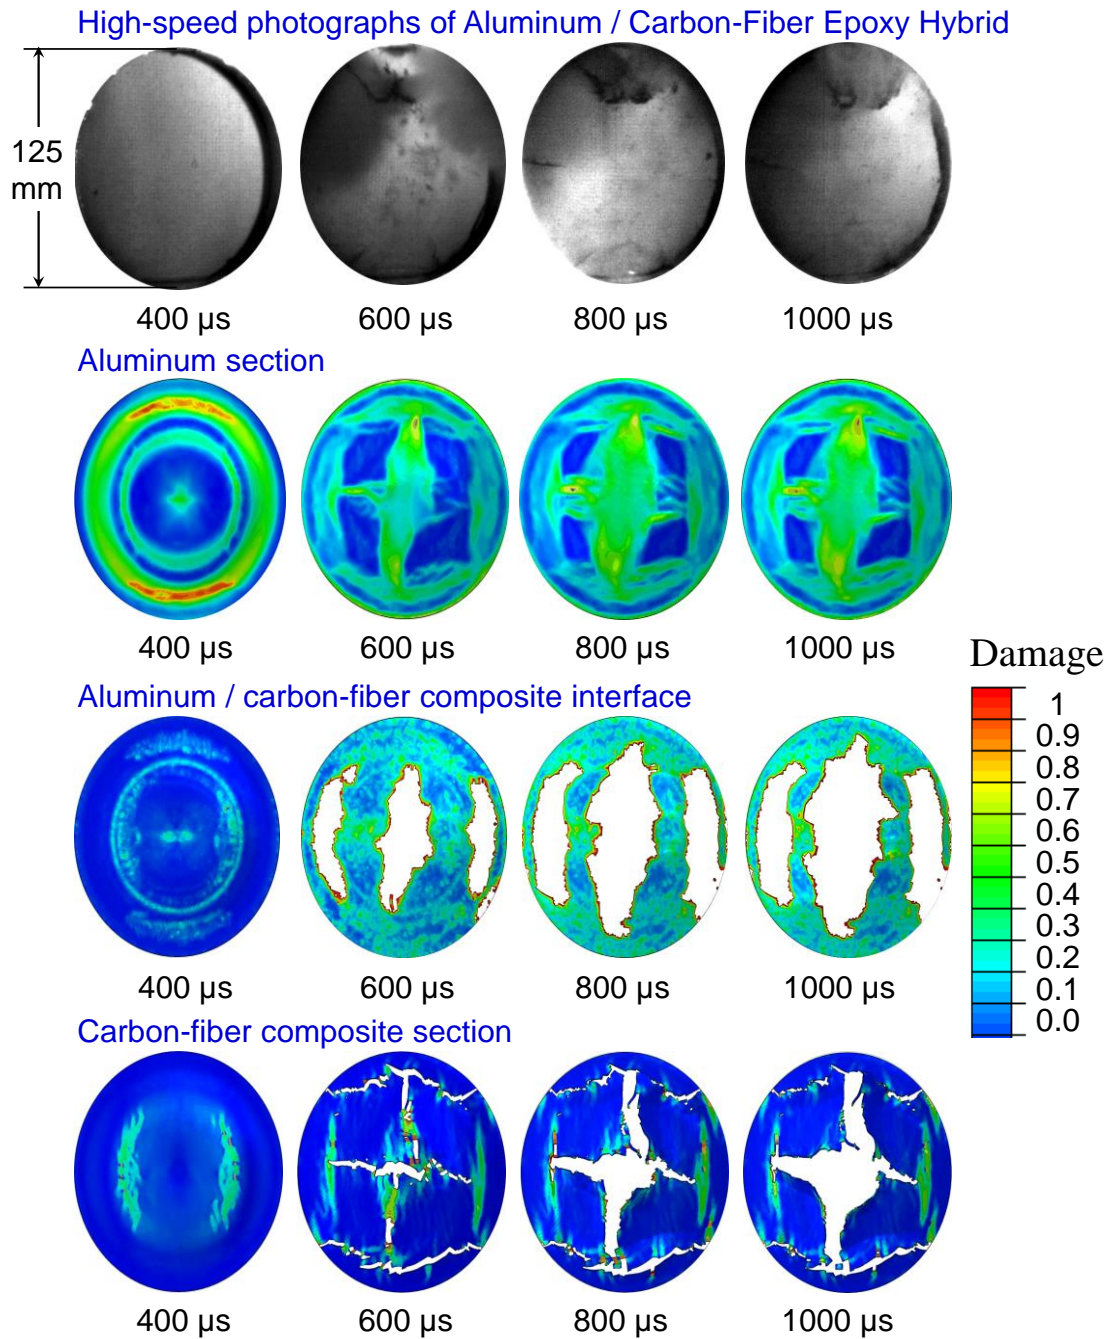 High-speed photographs of Aluminum / Carbon-Fiber Epoxy Hybrid
125
mm
400 µs 600 µs 800 µs 1000 µs
Aluminum section
400 µs 600 µs 800 µs 1000 µs
Aluminum / carbon-fiber composite interface
400 µs 600 µs 800 µs 1000 µs
Carbon-fiber composite section
400 µs 600 µs 800 µs 1000 µs
Damage
1
0.9
0.8
0.7
0.6
0.5
0.4
0.3
0.2
0.1
0.0